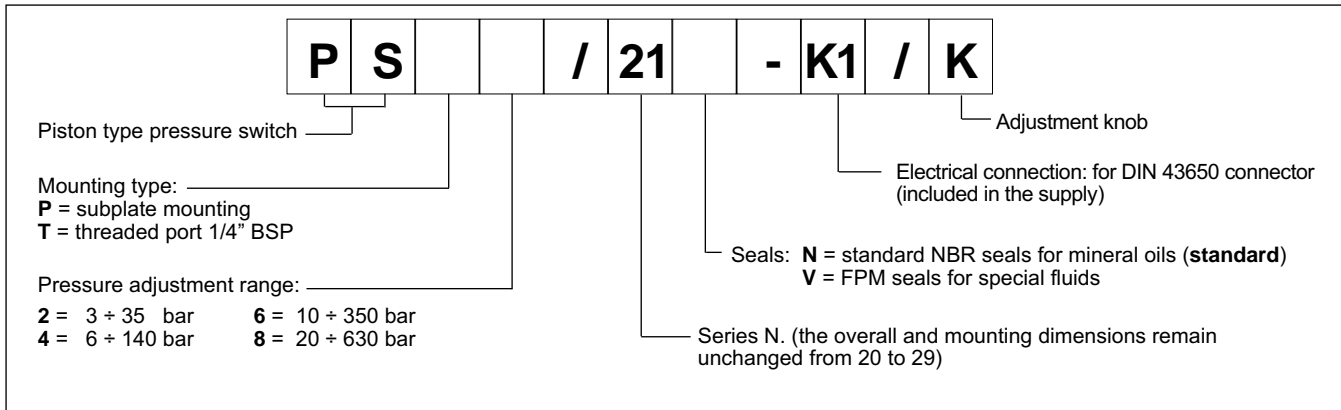 P S / 21 - K1 / K
Piston type pressure switch
Adjustment knob
Mounting type:
P = subplate mounting
T = threaded port 1/4” BSP
Electrical connection: for DIN 43650 connector
(included in the supply)
Pressure adjustment range:
2 = 3 ÷ 35 bar 6 = 10 ÷ 350 bar
4 = 6 ÷ 140 bar 8 = 20 ÷ 630 bar
Seals: N = standard NBR seals for mineral oils (standard)
V = FPM seals for special fluids
Series N. (the overall and mounting dimensions remain
unchanged from 20 to 29)